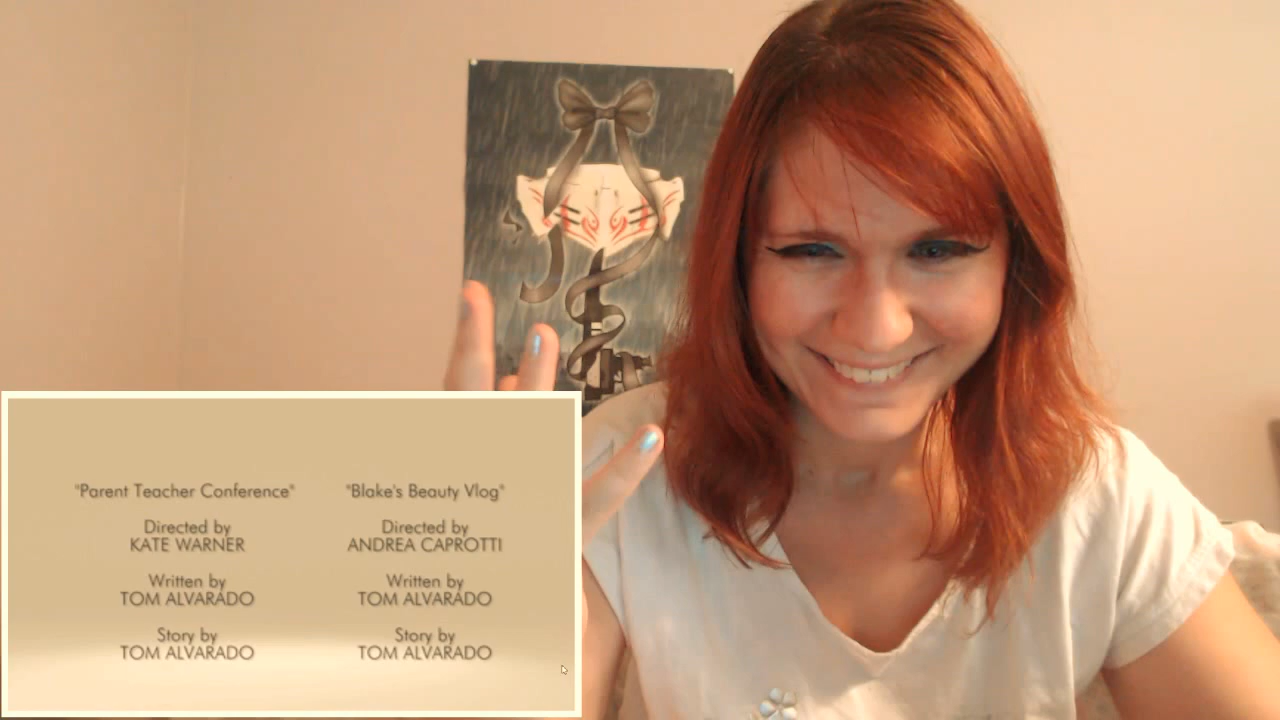 "Parent Teacher Conference"
Directed by
KATE WARNER
Written by
TOM ALVARADO
Story by
TOM ALVARADO
"Blake's Beauty Vlog"
Directed by
ANDREA CAPROTTI
Written by
TOM ALVARADO
Story by
TOM ALVARADO